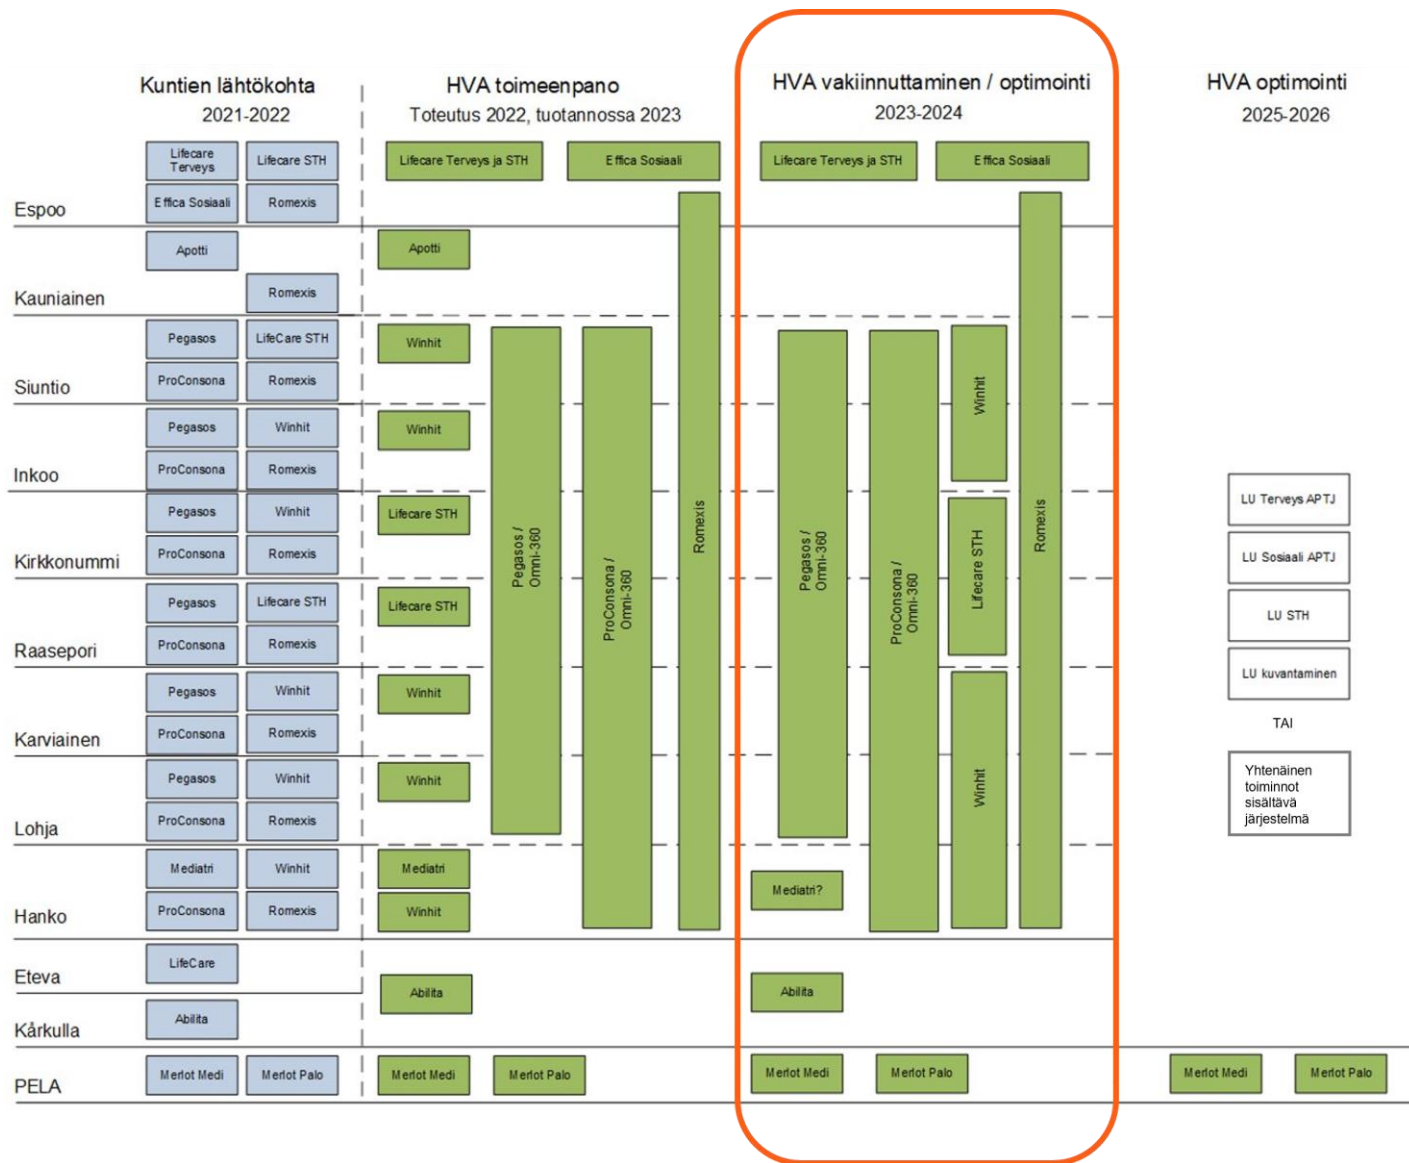 Kuntien lähtökohta
2021-2022
HVA toimeenpano
Toteutus 2022, tuotannossa 2023
HVA vakiinnuttaminen / optimointi
2023-2024
HVA optimointi
2025-2026
Lifecare
Terveys
Lifecare STH
Lifecare Terveys ja STH
Effica Sosiaali
Lifecare Terveys ja STH
Effica Sosiaali
Espoo
Effica Sosiaali
Romexis
Apotti
Apotti
Kauniainen
Romexis
Pegasos
LifeCare STH
Winhit
Siuntio
ProConsona
Romexis
Pegasos
Winhit
Winhit
Inkoo
ProConsona
Romexis
Pegasos
Winhit
Lifecare STH
Kirkkonummi
ProConsona
Romexis
Pegasos
Lifecare STH
Lifecare STH
Raasepori
ProConsona
Romexis
Pegasos
Winhit
Winhit
Karviainen
ProConsona
Romexis
Pegasos
Winhit
Winhit
Lohja
ProConsona
Romexis
Mediatri
Winhit
Mediatri
Hanko
ProConsona
Romexis
Winhit
Pegasos /
Omni-360
ProConsona /
Omni-360
Romexis
Pegasos /
Omni-360
ProConsona /
Omni-360
Winhit
Lifecare STH
Winhit
Romexis
Mediatri?
LU Terveys APTJ
LU Sosiaali APTJ
LU STH
LU kuvantaminen
TAI
Yhtenäinen
toiminnot
sisältävä
järjestelmä
Eteva
LifeCare
Abilita
Abilita
Kårkulla
Abilita
PELA
Merlot Medi
Merlot Palo
Merlot Medi
Merlot Palo
Merlot Medi
Merlot Palo
Merlot Medi
Merlot Palo